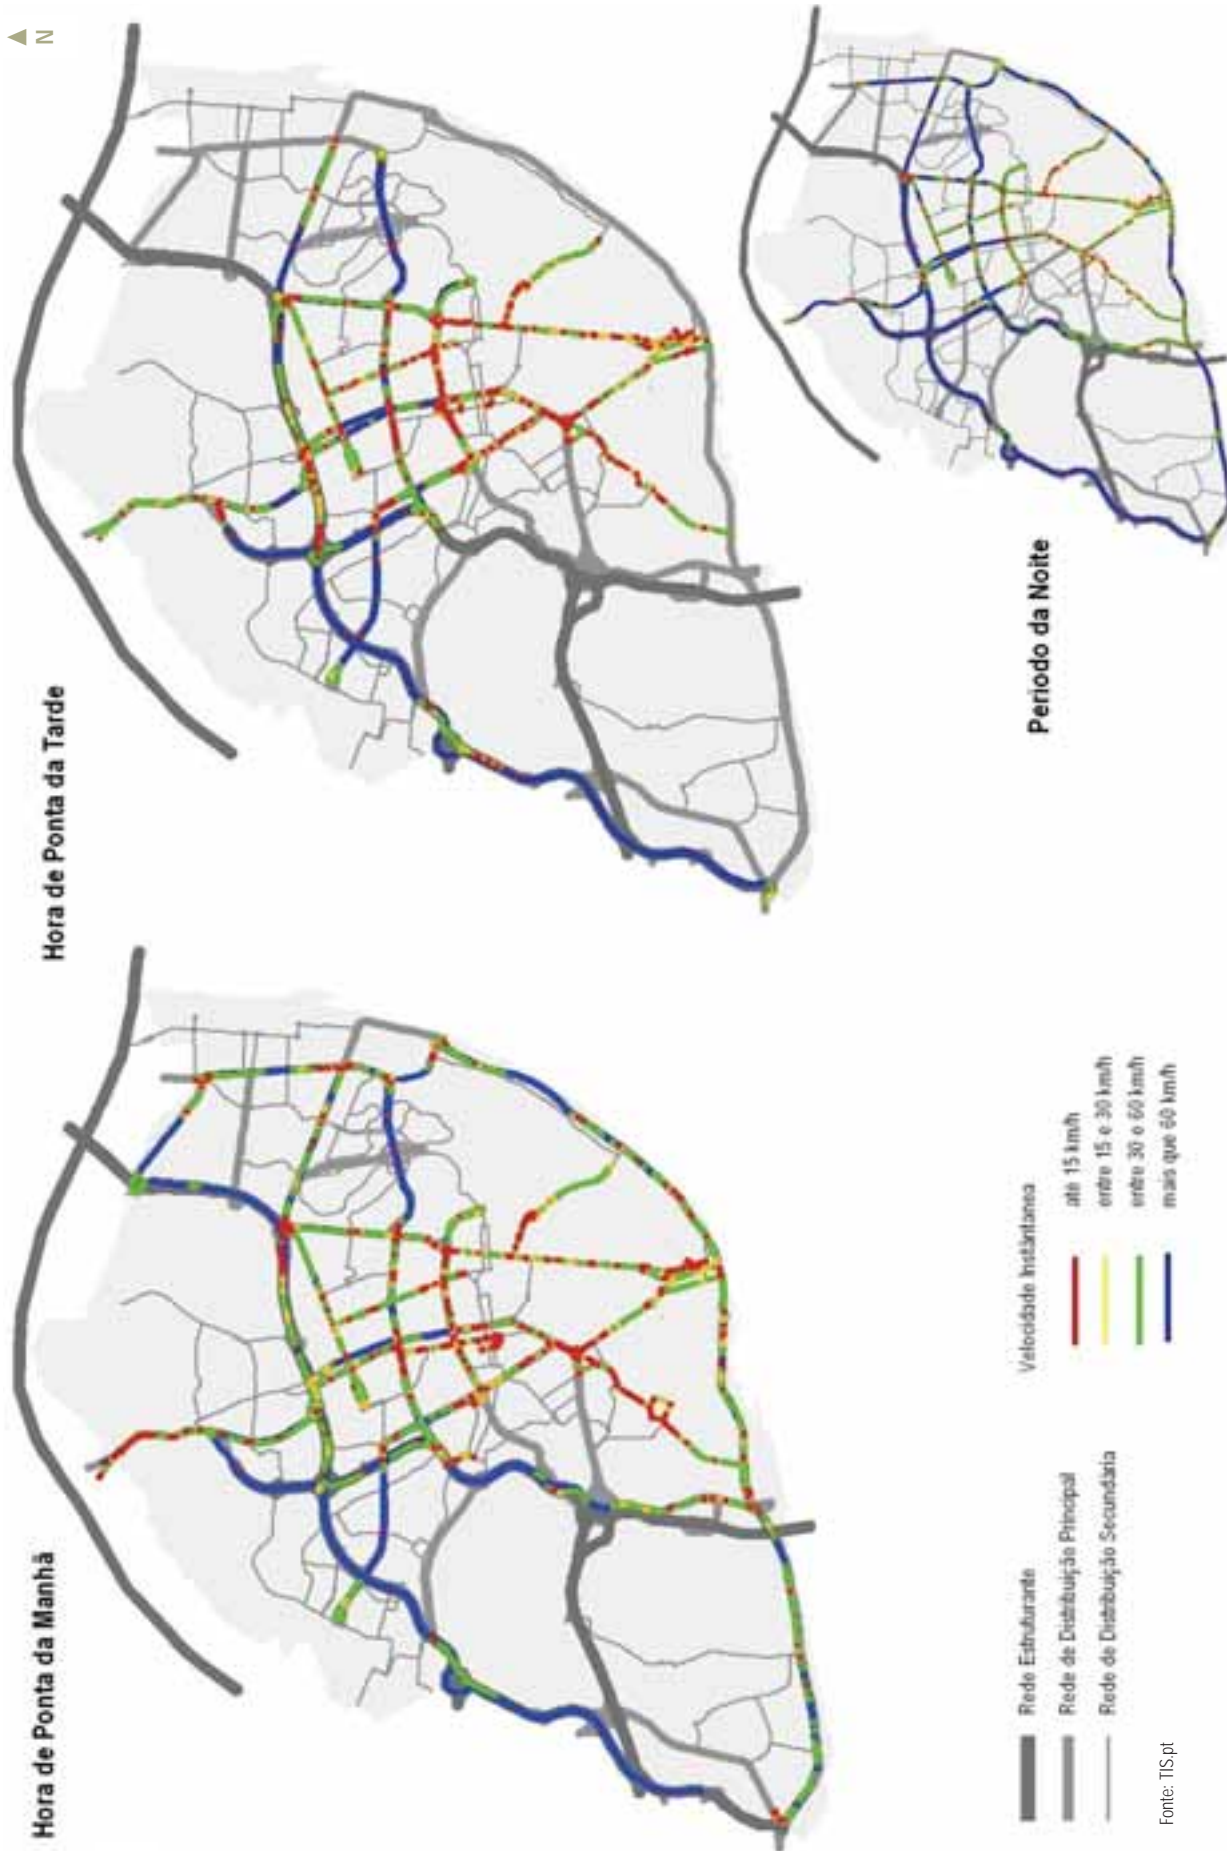 N
Hora de Ponta da Manhã
Hora de Ponta da Tarde
Periodo da Noite
Rede Estruturante
Rede de Distribuição Principal
Rede de Distribuição Secundária
Velocidade Instântanea
até 15 km/h
entre 15 e 30 km/h
entre 30 e 60 km/h
mais que 60 km/h
Fonte: TIS.pt